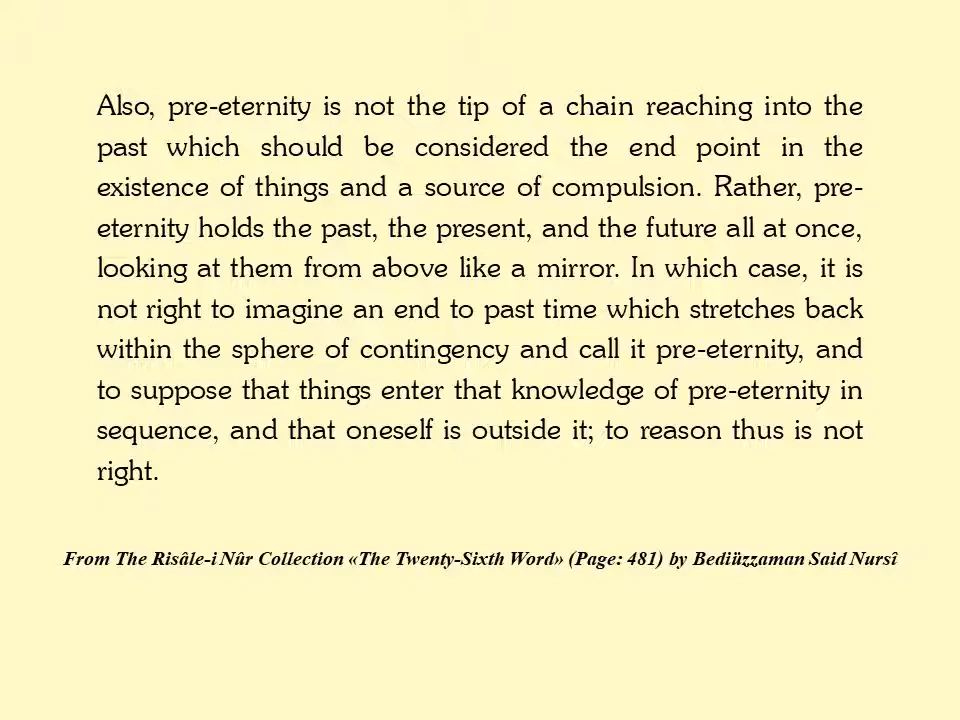 Also, pre-eternity is not the tip of a chain reaching into the
past which should be considered the end point in the
existence of things and a source of compulsion. Rather, pre-
eternity holds the past, the present, and the future all at once,
looking at them from above like a mirror. In which case, it is
not right to imagine an end to past time which stretches back
within the sphere of contingency and call it pre-eternity, and
to suppose that things enter that knowledge of pre-eternity in
sequence, and that oneself is outside it; to reason thus is not
right.
From The Risâle-i Nûr Collection «The Twenty-Sixth Word» (Page: 481) by Bediüzzaman Said Nursî